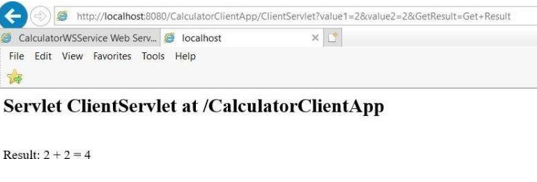 http://localhost:8080/CalculatorClientApp/ClientServlet?value1=2&value2=2&GetResult=Get+Result
CalculatorWSService Web Serv... localhost
File Edit View Favorites Tools Help
Servlet ClientServlet at /CalculatorClientApp
Result: 2 + 2 = 4